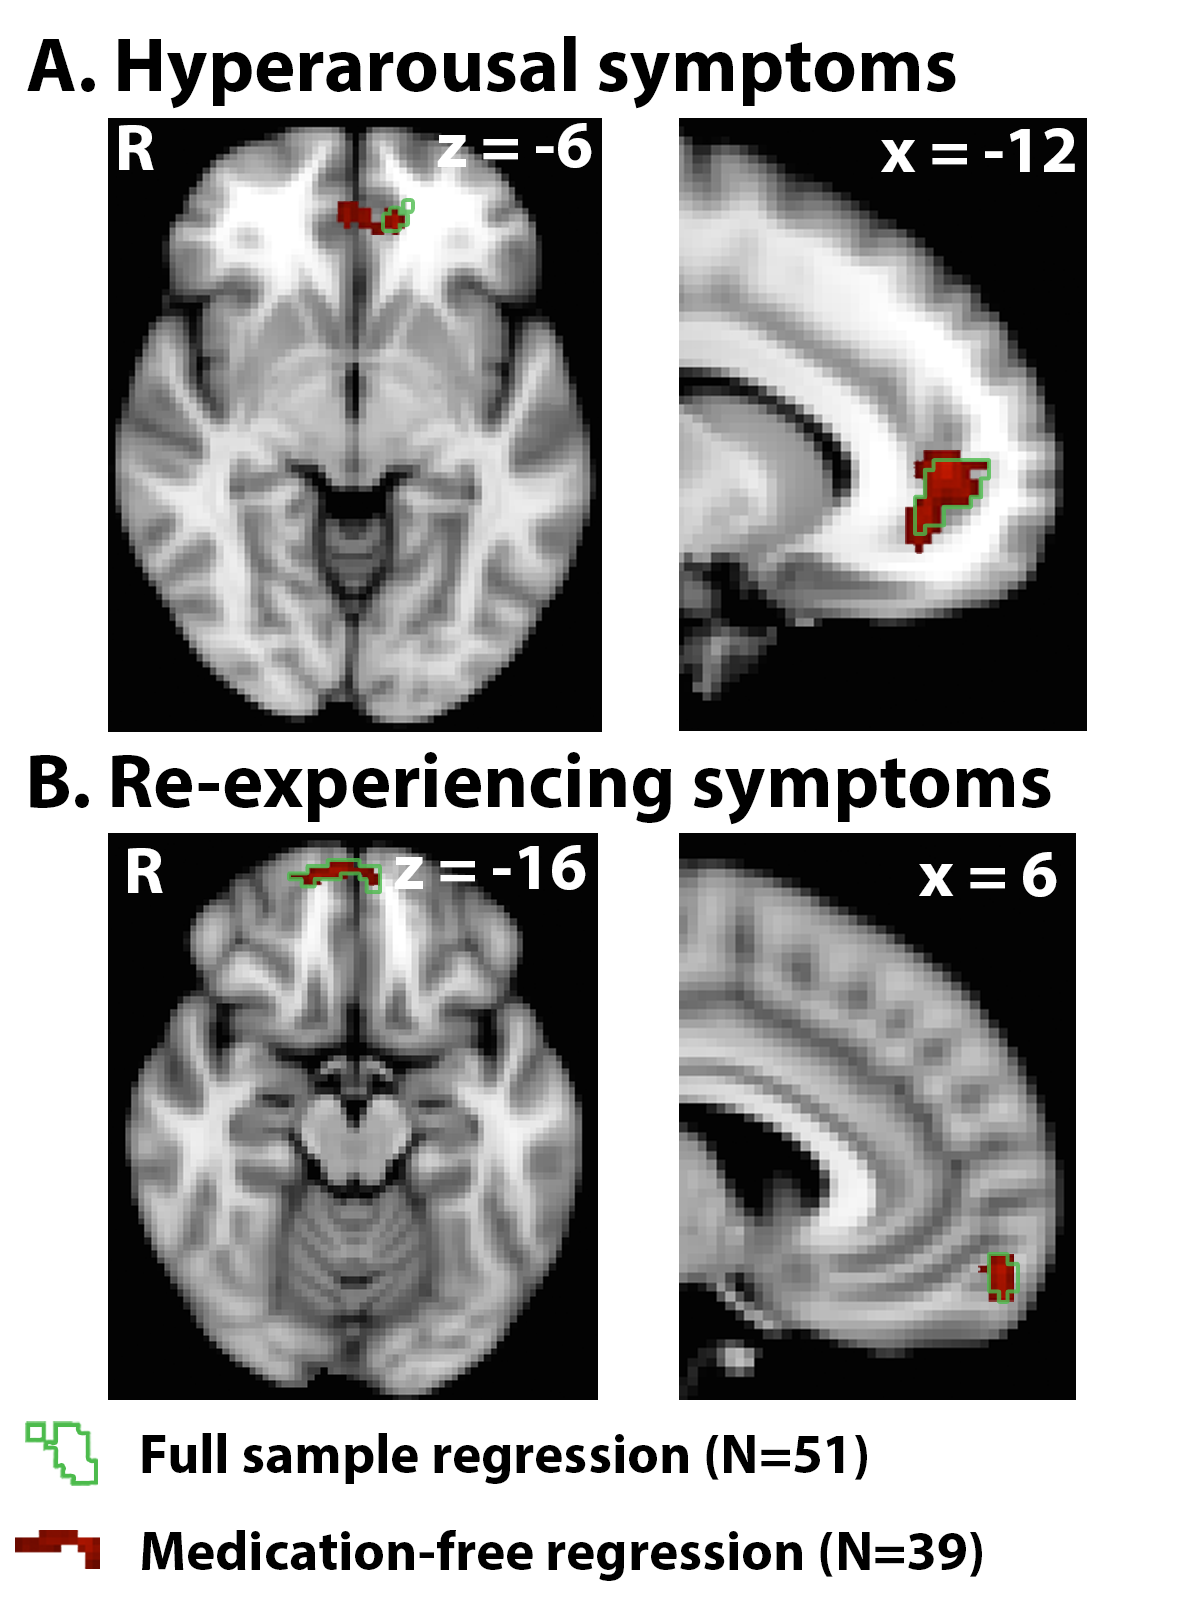 A. Hyperarousal symptoms
R
z = -6
x = -12
B. Re-experiencing symptoms
R
z = -16
x = 6
Full sample regression (N=51)
Medication-free regression (N=39)